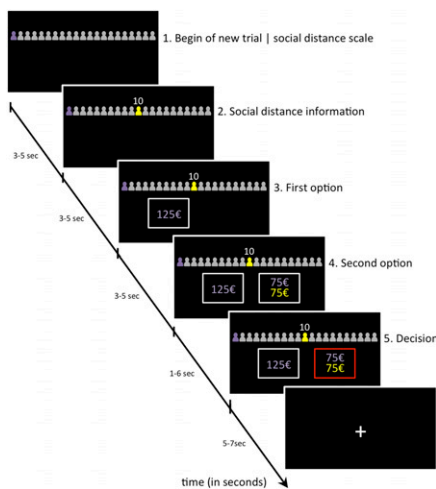 1. Begin of new trial | social distance scale
10
2. Social distance information
3-5 sec
10
3. First option
125€
3-5 sec
10
4. Second option
125€
75€
75€
3-5 sec
10
5. Decision
125€
75€
75€
1-6 sec
+
5-7sec
time (in seconds)